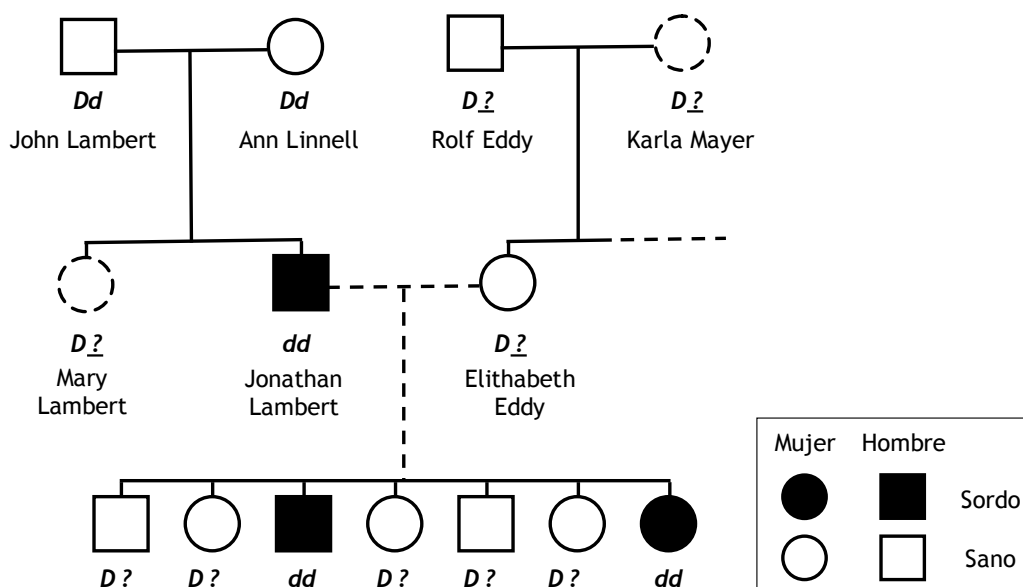 Dd Dd D ? D ?
John Lambert Ann Linnell Rolf Eddy Karla Mayer
D ? dd D ?
Mary Jonathan Elithabeth
Lambert Lambert Eddy
Mujer Hombre
Sordo
Sano
D ? D ? dd D ? D ? D ? dd